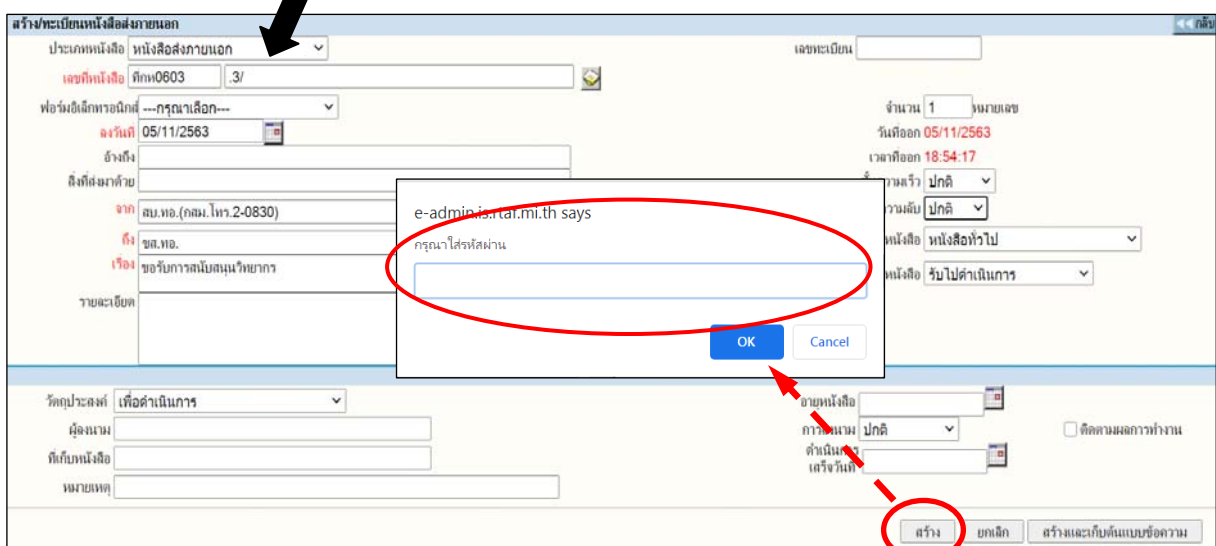 สร้าง/ทะเบียนหนังสือส่งภายนอก <<กลับ
ประเภทหนังสือ หนังสือส่งภายนอก เลขทะเบียน
เลขที่หนังสือ ที่กห0603 .3/
ฟอร์มอิเล็กทรอนิกส์ ---กรุณาเลือก--- จำนวน 1 หมายเลข
ลงวันที่ 05/11/2563 วันที่ออก 05/11/2563
อ้างถึง เวลาที่ออก 18:54:17
สิ่งที่ส่งมาด้วย ปกติ
จาก สบ.ทอ.(กสม.โทร.2-0830) ปกติ
ถึง ขส.ทอ. หนังสือ หนังสือทั่วไป
เรื่อง ขอรับการสนับสนุนวิทยากร หนังสือ รับไปดำเนินการ
รายละเอียด
e-admin.is.rtaf.mi.th says
กรุณาใส่รหัสผ่าน
OK Cancel
วัตถุประสงค์ เพื่อดำเนินการ อายุหนังสือ
ผู้ลงนาม ปกติ ติดตามผลการทำงาน
ที่เก็บหนังสือ ดำเนินการ
เสร็จวันที่
หมายเหตุ
สร้าง ยกเลิก สร้างและเก็บต้นแบบข้อความ